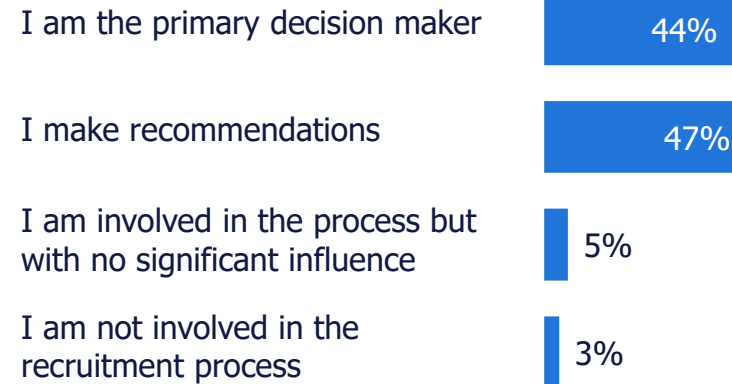 I am the primary decision maker
44%
I make recommendations
47%
I am involved in the process but
with no significant influence
5%
I am not involved in the
recruitment process
3%